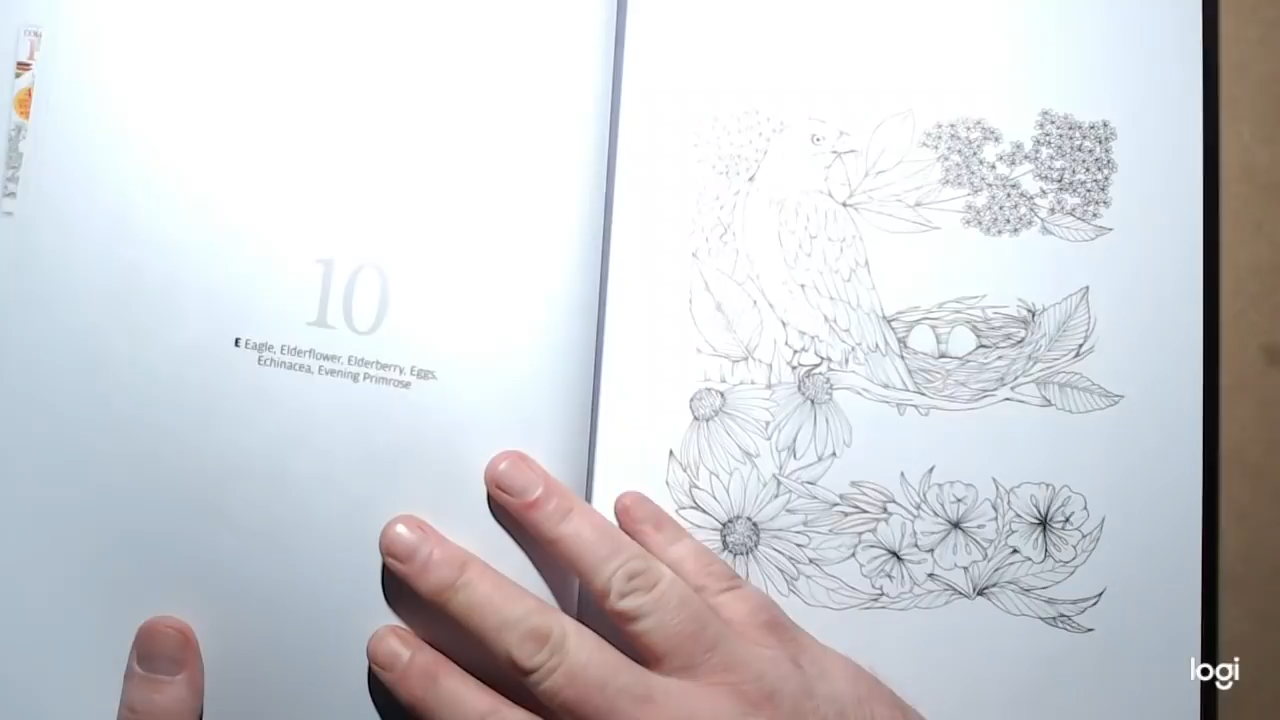 10
E Eagle, Elderflower, Elderberry, Eggs,
Echinacea, Evening Primrose
logi